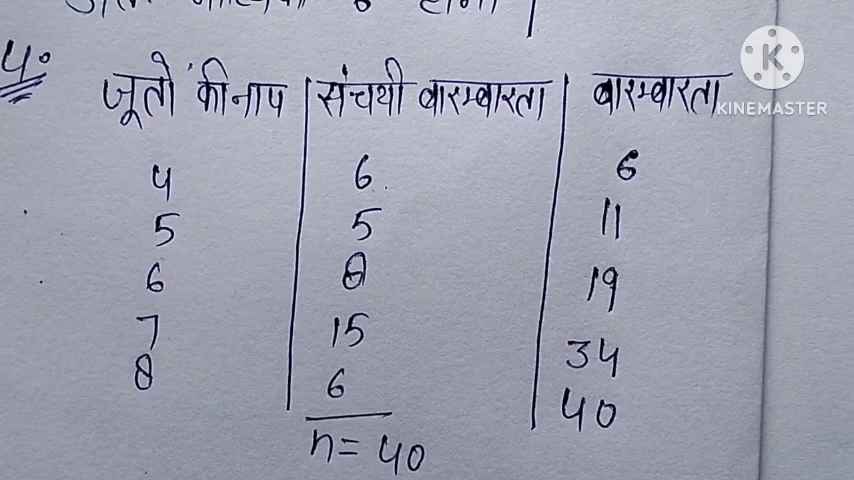 4.
जूतो की नाप संचयी बारम्बारता बारम्बारता
4 6 6
5 5 11
6 8 19
7 15 34
8 6 40
n = 40
K
KINEMASTER